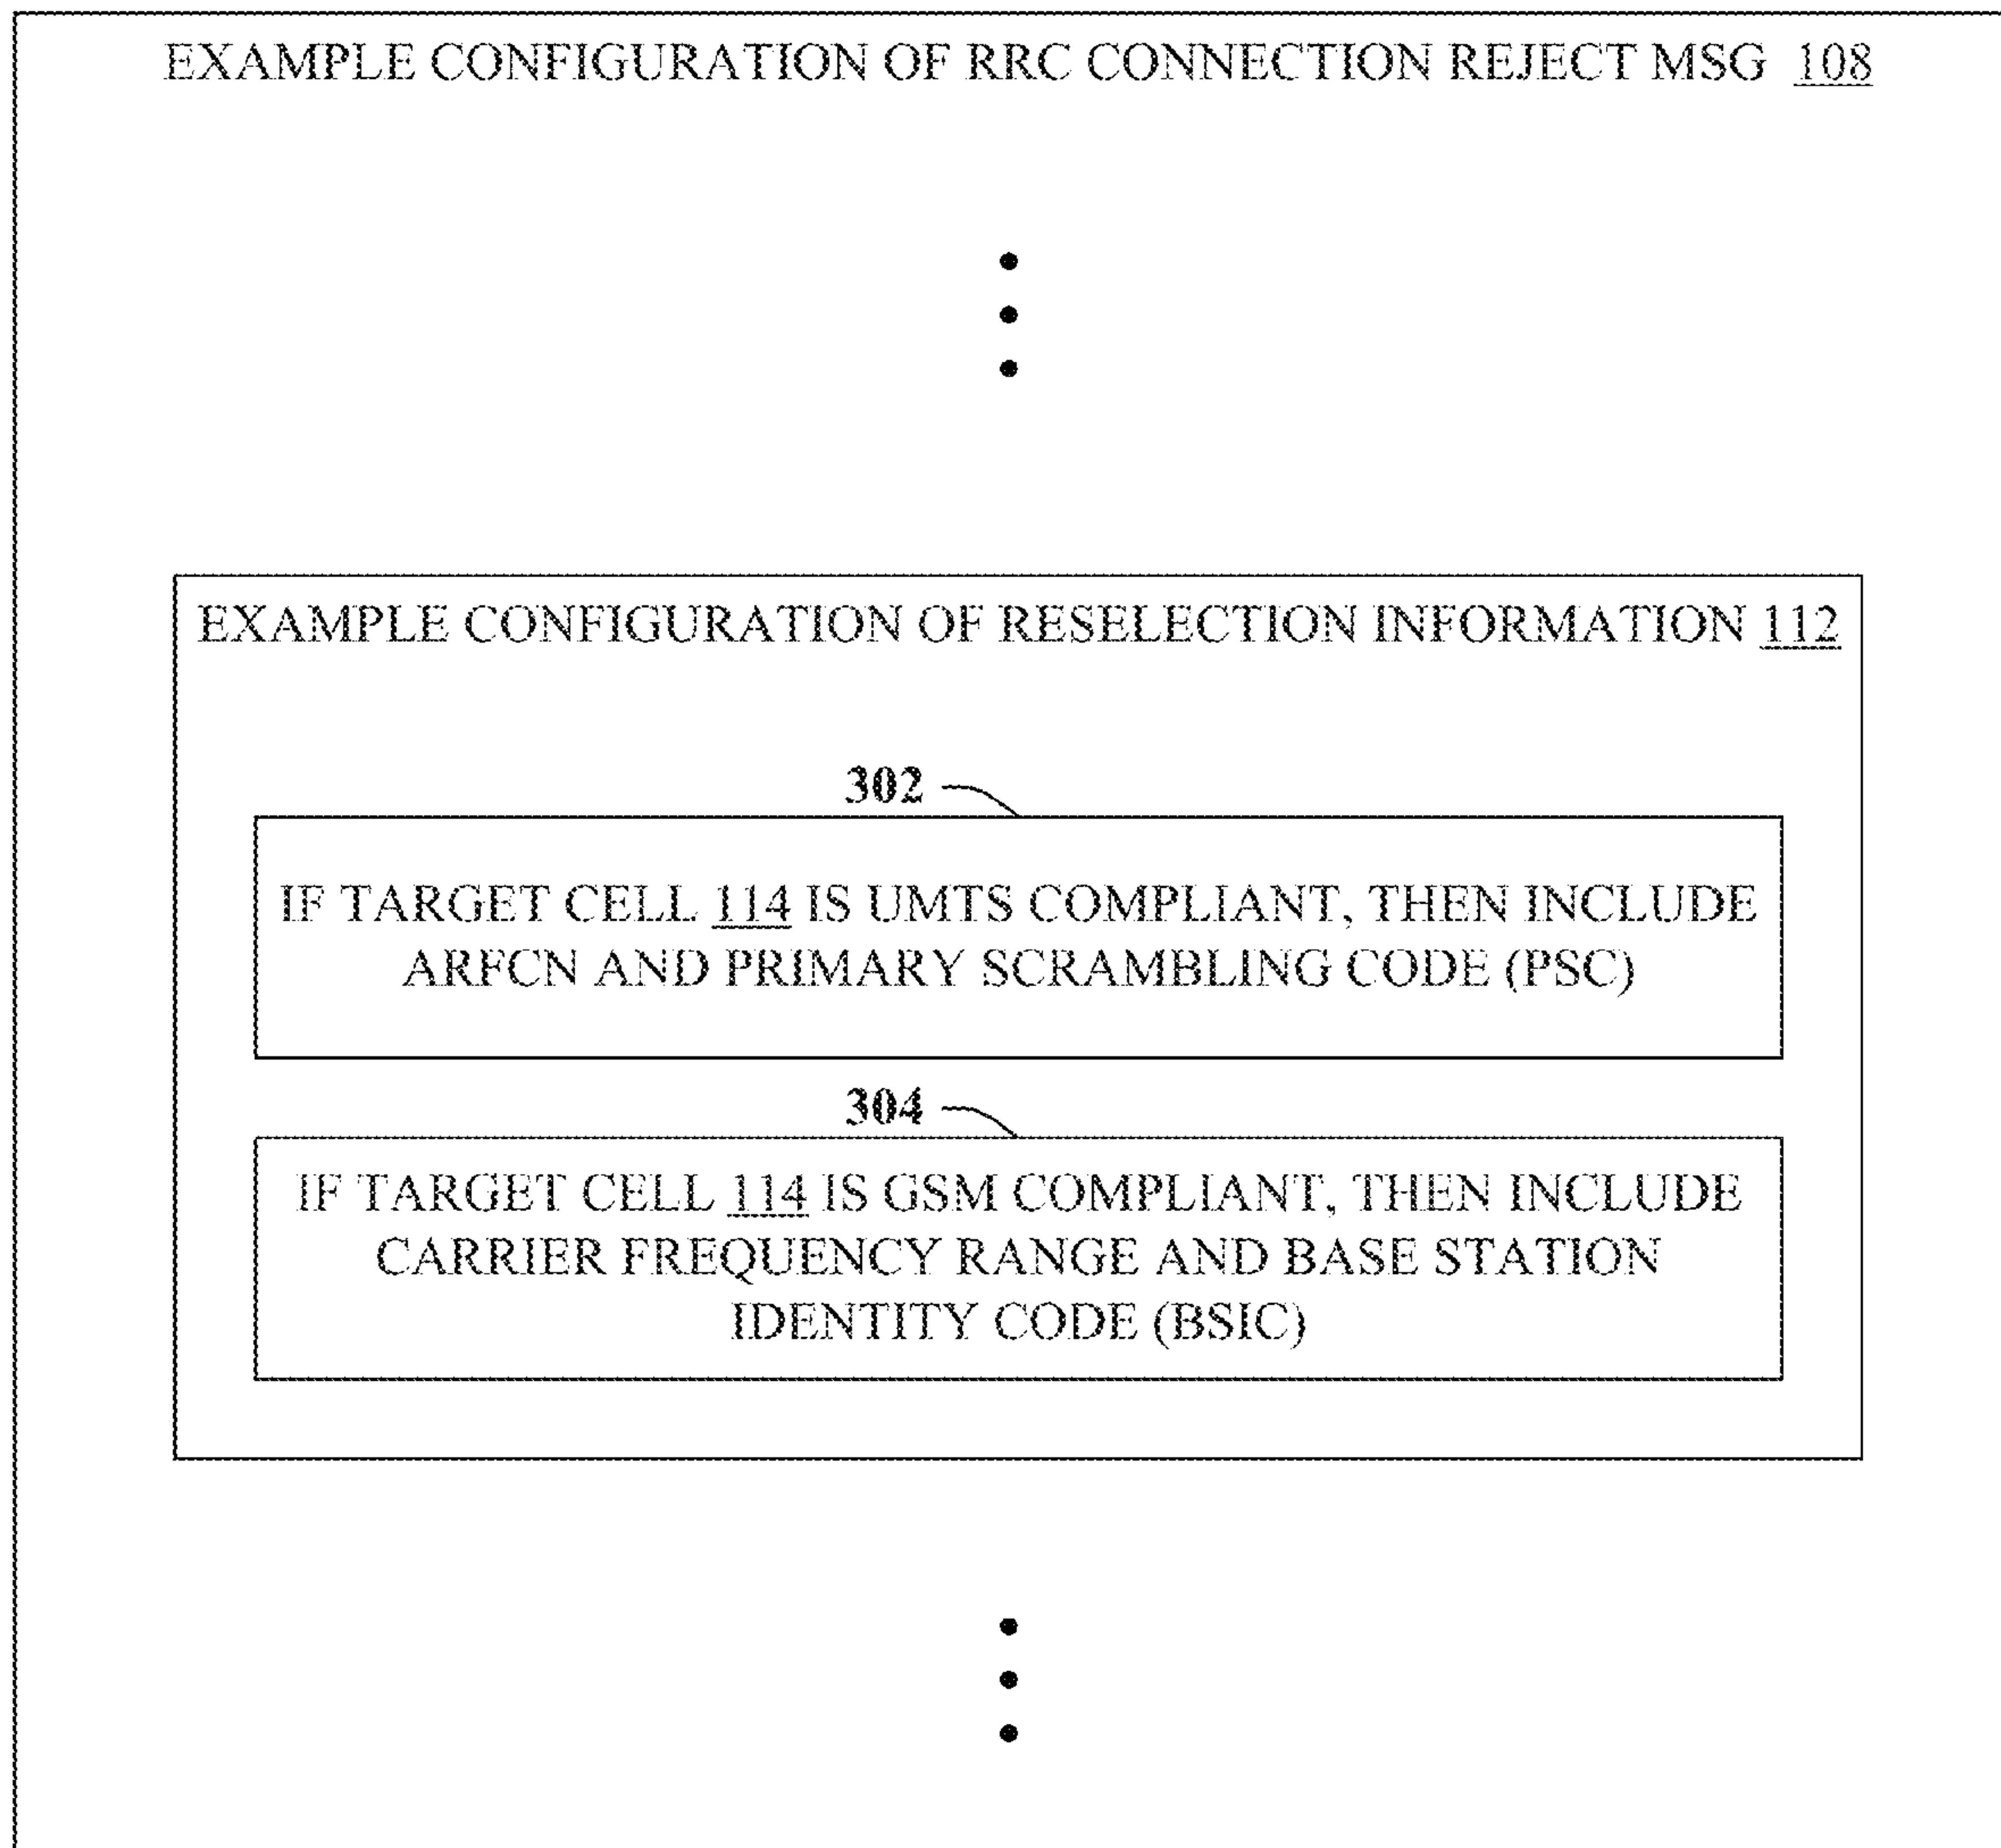 EXAMPLE CONFIGURATION OF RRC CONNECTION REJECT MSG 108
EXAMPLE CONFIGURATION OF RESELECTION INFORMATION 112
302
IF TARGET CELL 114 IS UMTS COMPLIANT, THEN INCLUDE
ARFCN AND PRIMARY SCRAMBLING CODE (PSC)
304
IF TARGET CELL 114 IS GSM COMPLIANT, THEN INCLUDE
CARRIER FREQUENCY RANGE AND BASE STATION
IDENTITY CODE (BSIC)